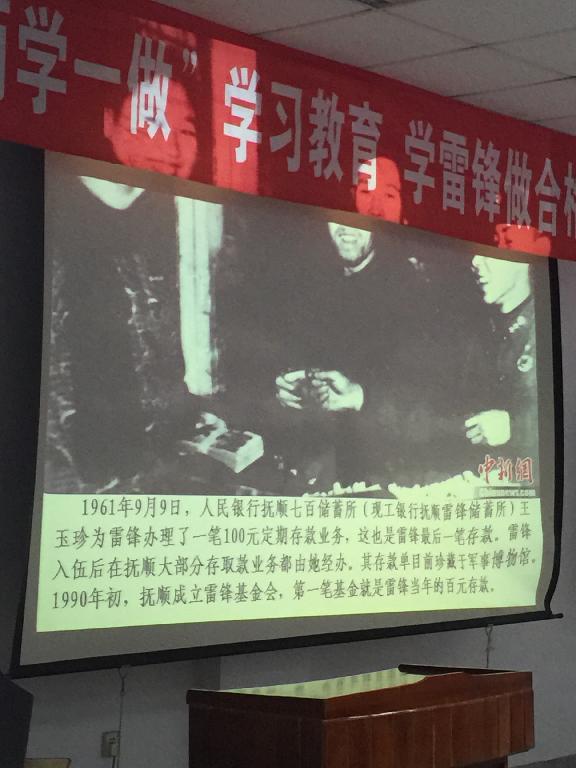 学一做”学习教育 学雷锋做合
中新网
Chinanews.com
1961年9月9日，人民银行抚顺七百储蓄所（现工银行抚顺雷锋储蓄所）王
玉珍为雷锋办理了一笔100元定期存款业务，这也是雷锋最后一笔存款。雷锋
入伍后在抚顺大部分存取款业务都由她经办。其存款单目前珍藏于军事博物馆。
1990年初，抚顺成立雷锋基金会，第一笔基金就是雷锋当年的百元存款。